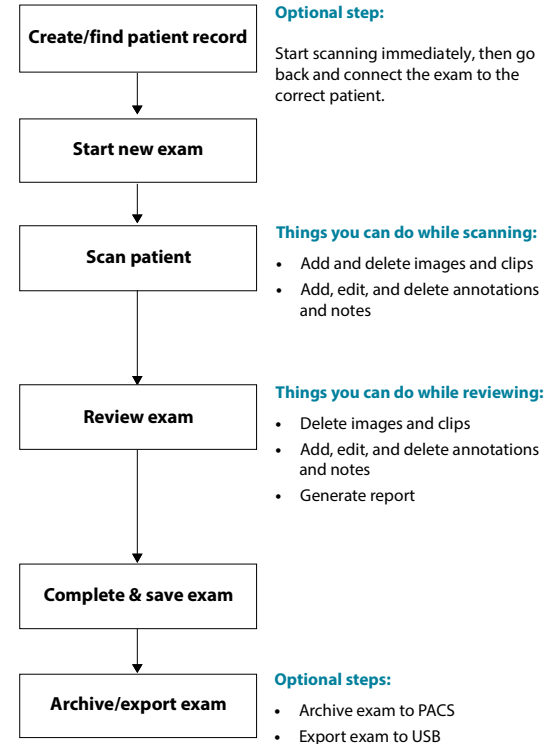 Optional step:
Create/find patient record
Start scanning immediately, then go
back and connect the exam to the
correct patient.
Start new exam
Things you can do while scanning:
Scan patient
• Add and delete images and clips
• Add, edit, and delete annotations
and notes
Things you can do while reviewing:
Review exam
• Delete images and clips
• Add, edit, and delete annotations
and notes
• Generate report
Complete & save exam
Optional steps:
Archive/export exam
• Archive exam to PACS
• Export exam to USB